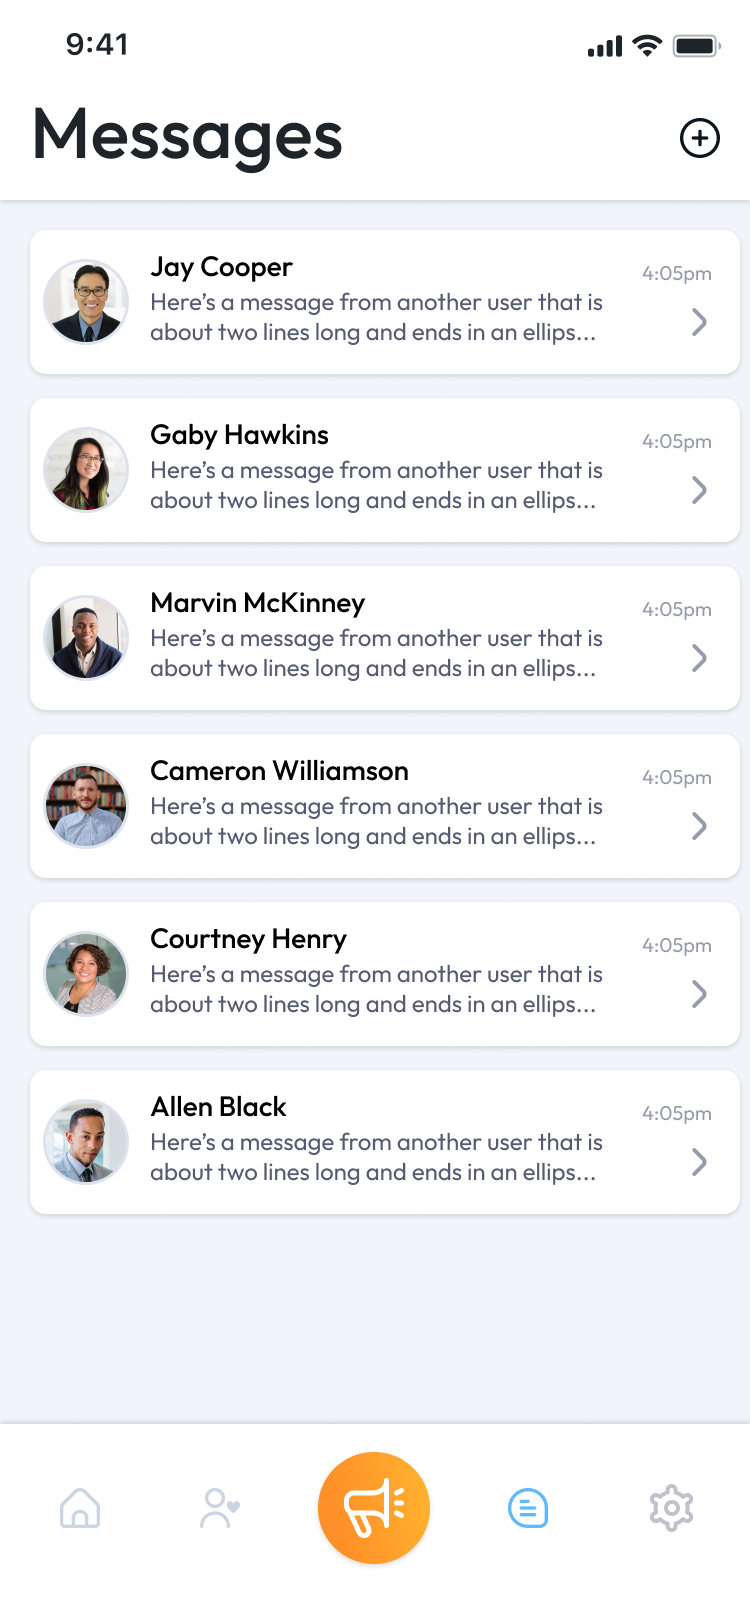 9:41
Messages
Jay Cooper
4:05pm
Here’s a message from another user that is
about two lines long and ends in an ellips...
Gaby Hawkins
4:05pm
Here’s a message from another user that is
about two lines long and ends in an ellips...
Marvin McKinney
4:05pm
Here’s a message from another user that is
about two lines long and ends in an ellips...
Cameron Williamson
4:05pm
Here’s a message from another user that is
about two lines long and ends in an ellips...
Courtney Henry
4:05pm
Here’s a message from another user that is
about two lines long and ends in an ellips...
Allen Black
4:05pm
Here’s a message from another user that is
about two lines long and ends in an ellips...